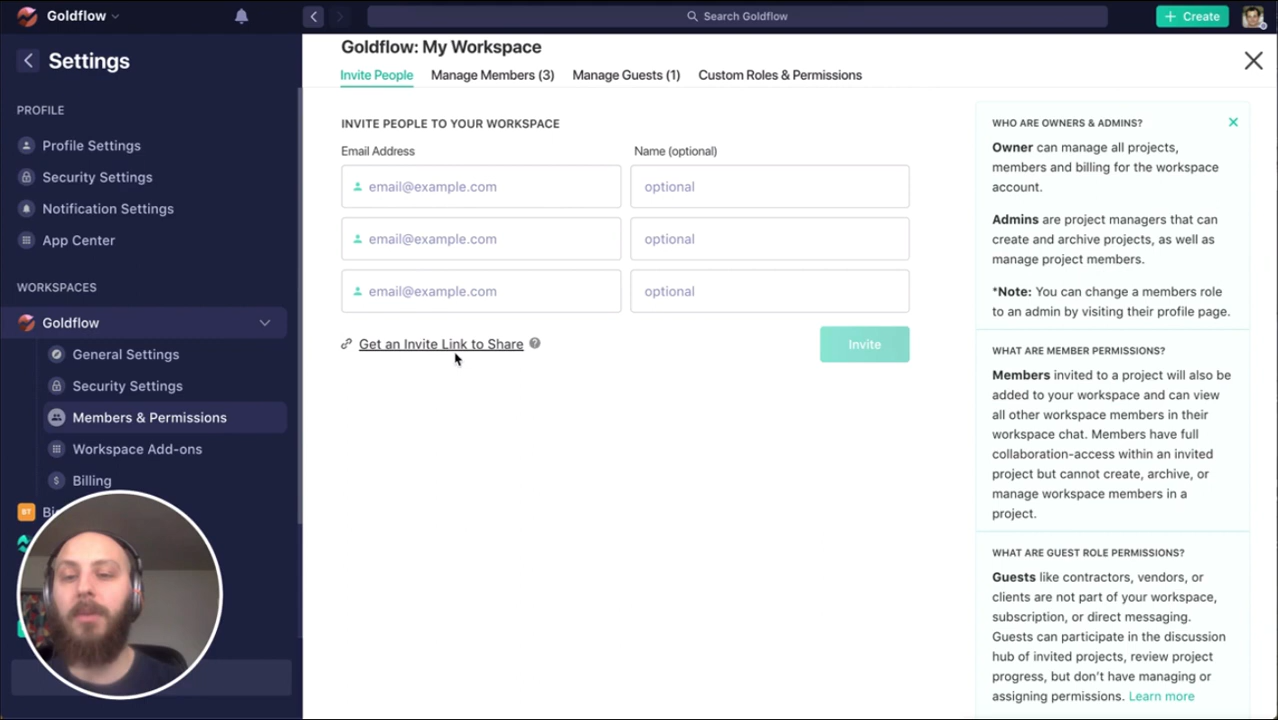 Goldflow
Search Goldflow
+ Create
Settings
PROFILE
Profile Settings
Security Settings
Notification Settings
App Center
WORKSPACES
Goldflow
General Settings
Security Settings
Members & Permissions
Workspace Add-ons
$ Billing
BT
Goldflow: My Workspace
Invite People
Manage Members (3)
Manage Guests (1)
Custom Roles & Permissions
INVITE PEOPLE TO YOUR WORKSPACE
Email Address
Name (optional)
email@example.com
optional
email@example.com
optional
email@example.com
optional
Get an Invite Link to Share ?
Invite
WHO ARE OWNERS & ADMINS?
Owner can manage all projects,
members and billing for the workspace
account.
Admins are project managers that can
create and archive projects, as well as
manage project members.
*Note: You can change a members role
to an admin by visiting their profile page.
WHAT ARE MEMBER PERMISSIONS?
Members invited to a project will also be
added to your workspace and can view
all other workspace members in their
workspace chat. Members have full
collaboration-access within an invited
project but cannot create, archive, or
manage workspace members in a
project.
WHAT ARE GUEST ROLE PERMISSIONS?
Guests like contractors, vendors, or
clients are not part of your workspace,
subscription, or direct messaging.
Guests can participate in the discussion
hub of invited projects, review project
progress, but don't have managing or
assigning permissions. Learn more